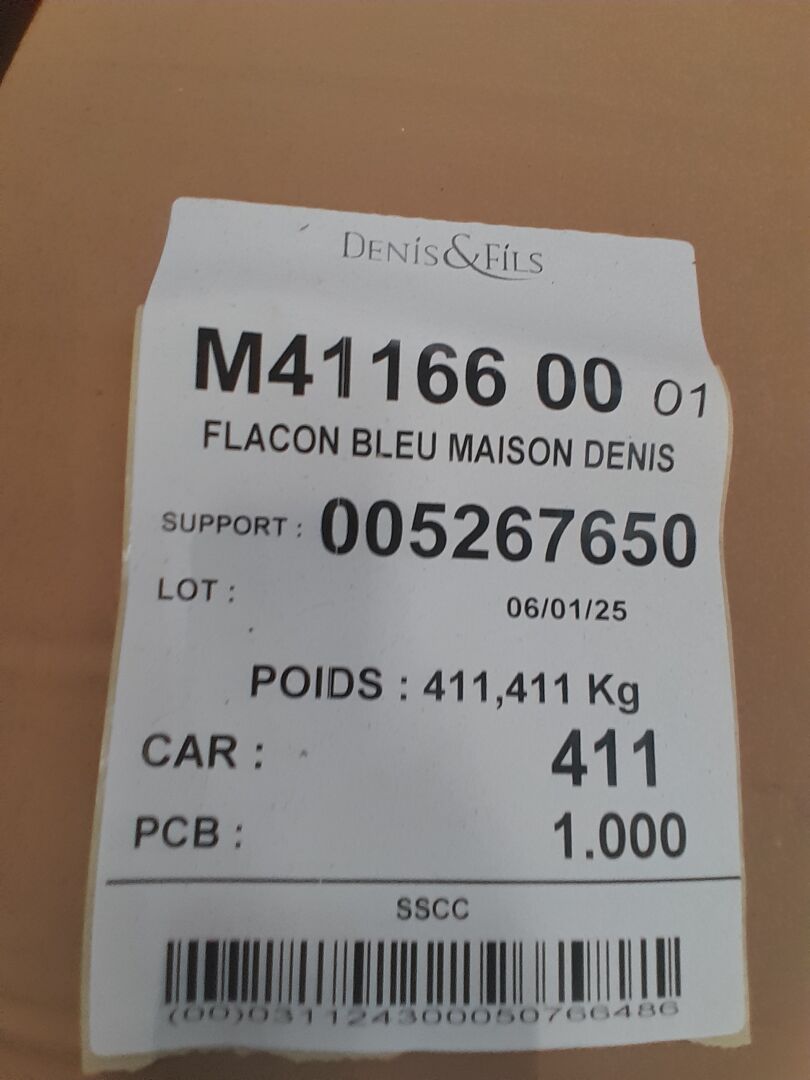 DENIS&FILS
M41166 00 01
FLACON BLEU MAISON DENIS
SUPPORT : 005267650
LOT :
06/01/25
POIDS : 411,411 Kg
CAR : 411
PCB : 1.000
SSCC
(00)031124300050766486